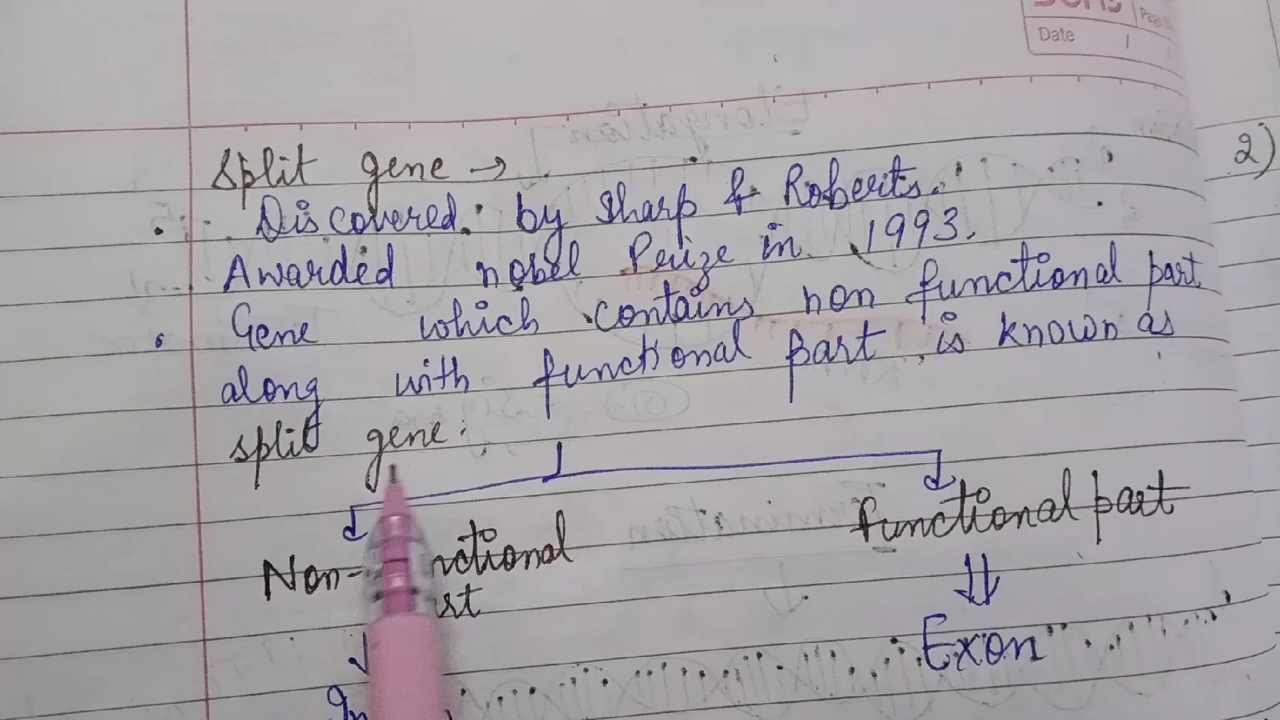 Date
2)
Split gene →
Discovered by Sharp & Roberts.
Awarded nobel Prize in 1993.
Gene which contains non functional part
along with functional part is known as
split gene.
Non-
functional part
Exon